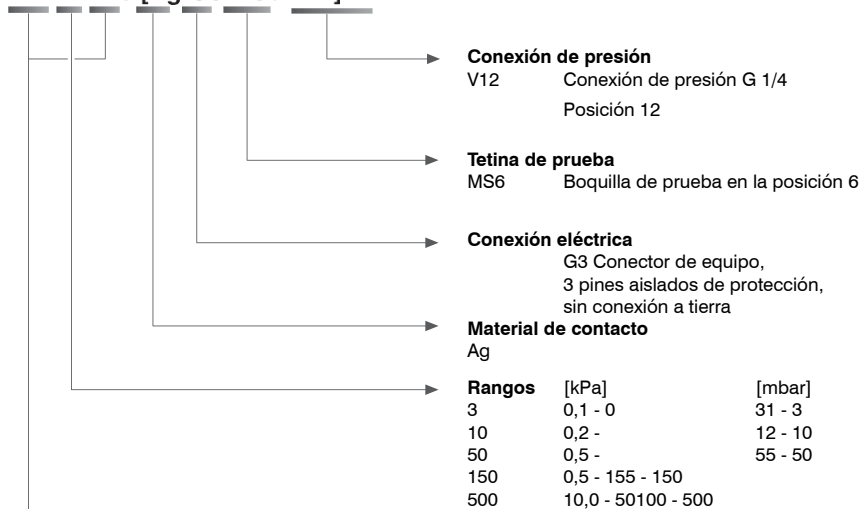 Conexión de presión
V12 Conexión de presión G 1/4
Posición 12
Tetina de prueba
MS6 Boquilla de prueba en la posición 6
Conexión eléctrica
G3 Conector de equipo,
3 pines aislados de protección,
sin conexión a tierra
Material de contacto
Ag
Rangos [kPa] [mbar]
3 0,1 - 0 31 - 3
10 0,2 - 12 - 10
50 0,5 - 55 - 50
150 0,5 - 155 - 150
500 10,0 - 50100 - 500